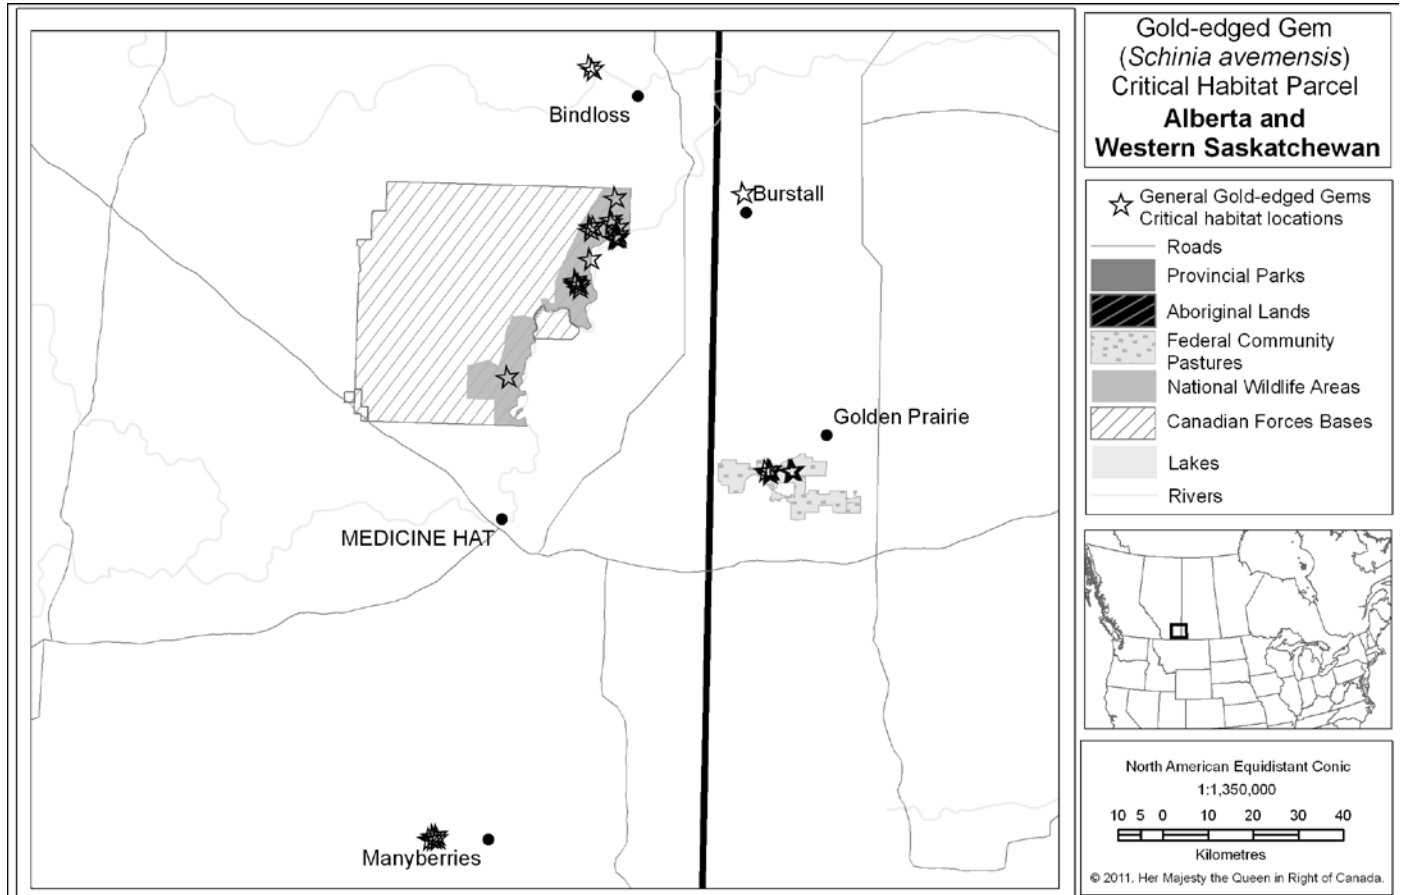 Gold-edged Gem
(Schinia avemensis)
Critical Habitat Parcel
Alberta and
Western Saskatchewan
General Gold-edged Gems
Critical habitat locations
Roads
Provincial Parks
Aboriginal Lands
Federal Community
Pastures
National Wildlife Areas
Canadian Forces Bases
Lakes
Rivers
Bindloss
Burstall
Golden Prairie
MEDICINE HAT
Manyberries
North American Equidistant Conic
1:1,350,000
10 5 0 10 20 30 40
Kilometres
© 2011. Her Majesty the Queen in Right of Canada.